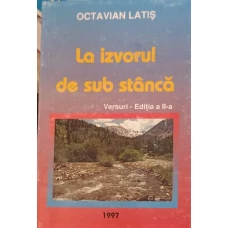 OCTAVIAN LATIȘ
La izvorul
de sub stâncă
Versuri - Ediția a II-a
1997